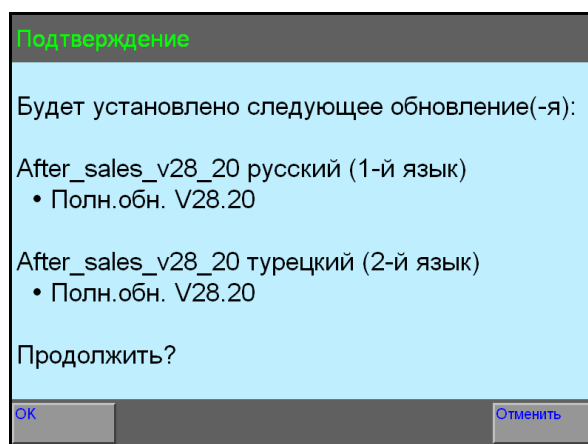 Подтверждение
Будет установлено следующее обновление(-я):
After_sales_v28_20 русский (1-й язык)
• Полн.обн. V28.20
After_sales_v28_20 турецкий (2-й язык)
• Полн.обн. V28.20
Продолжить?
OK
Отменить